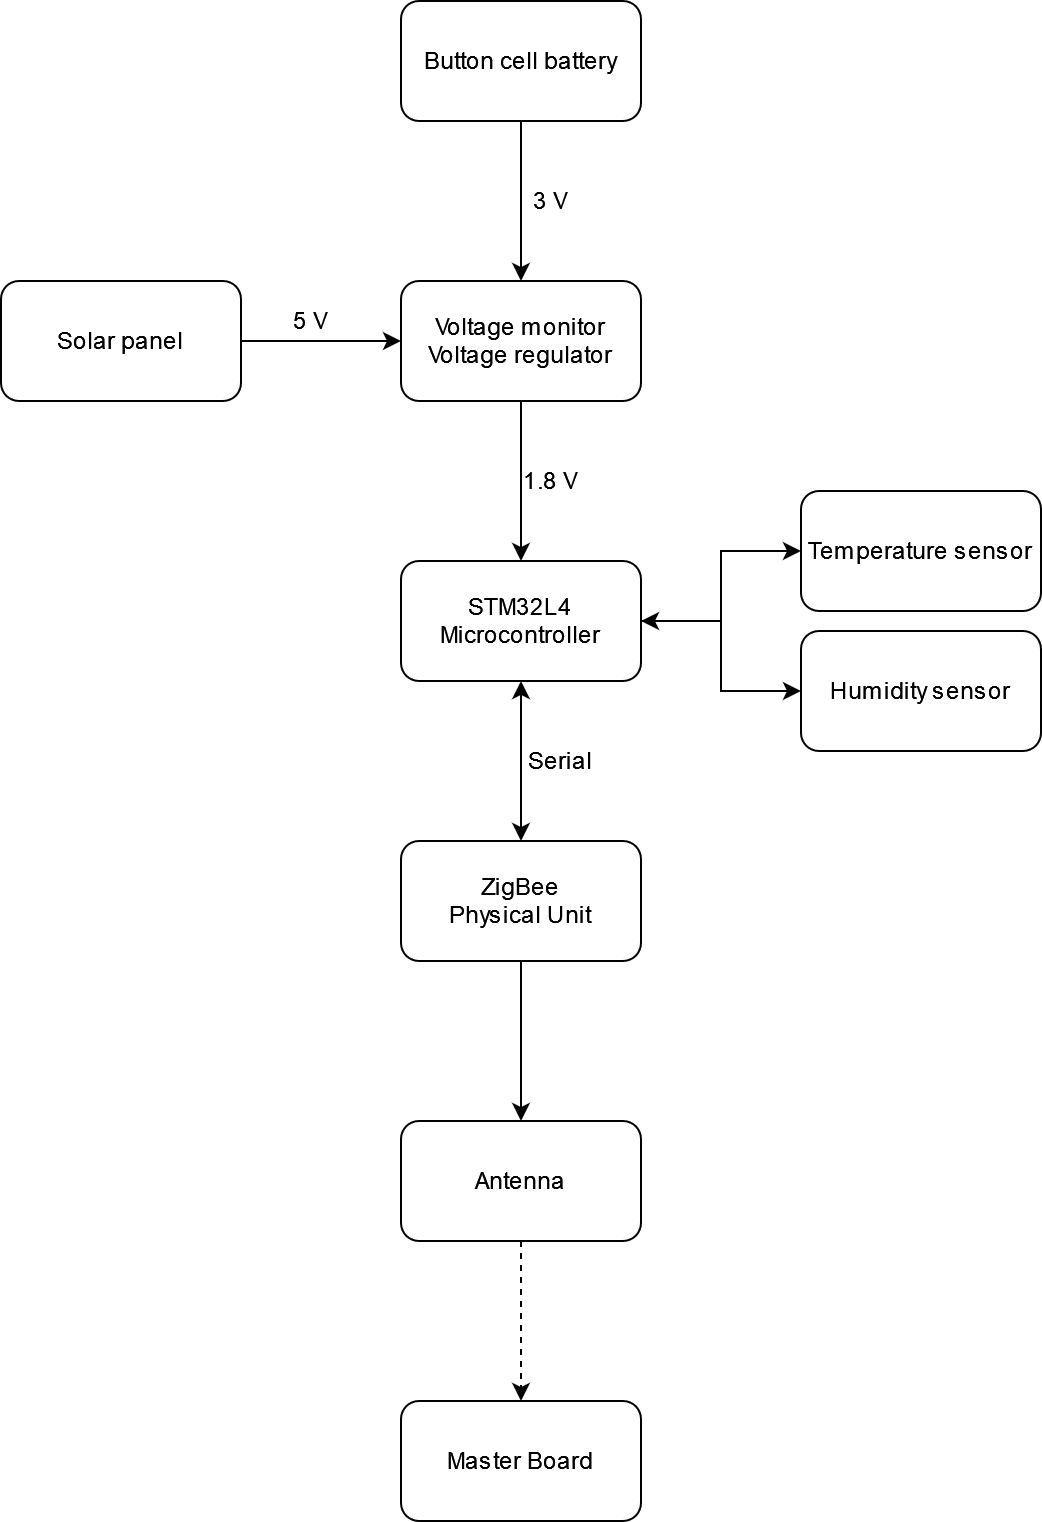 Button cell battery
3 V
Solar panel
5 V
Voltage monitor
Voltage regulator
1.8 V
STM32L4
Microcontroller
Temperature sensor
Humidity sensor
Serial
ZigBee
Physical Unit
Antenna
Master Board